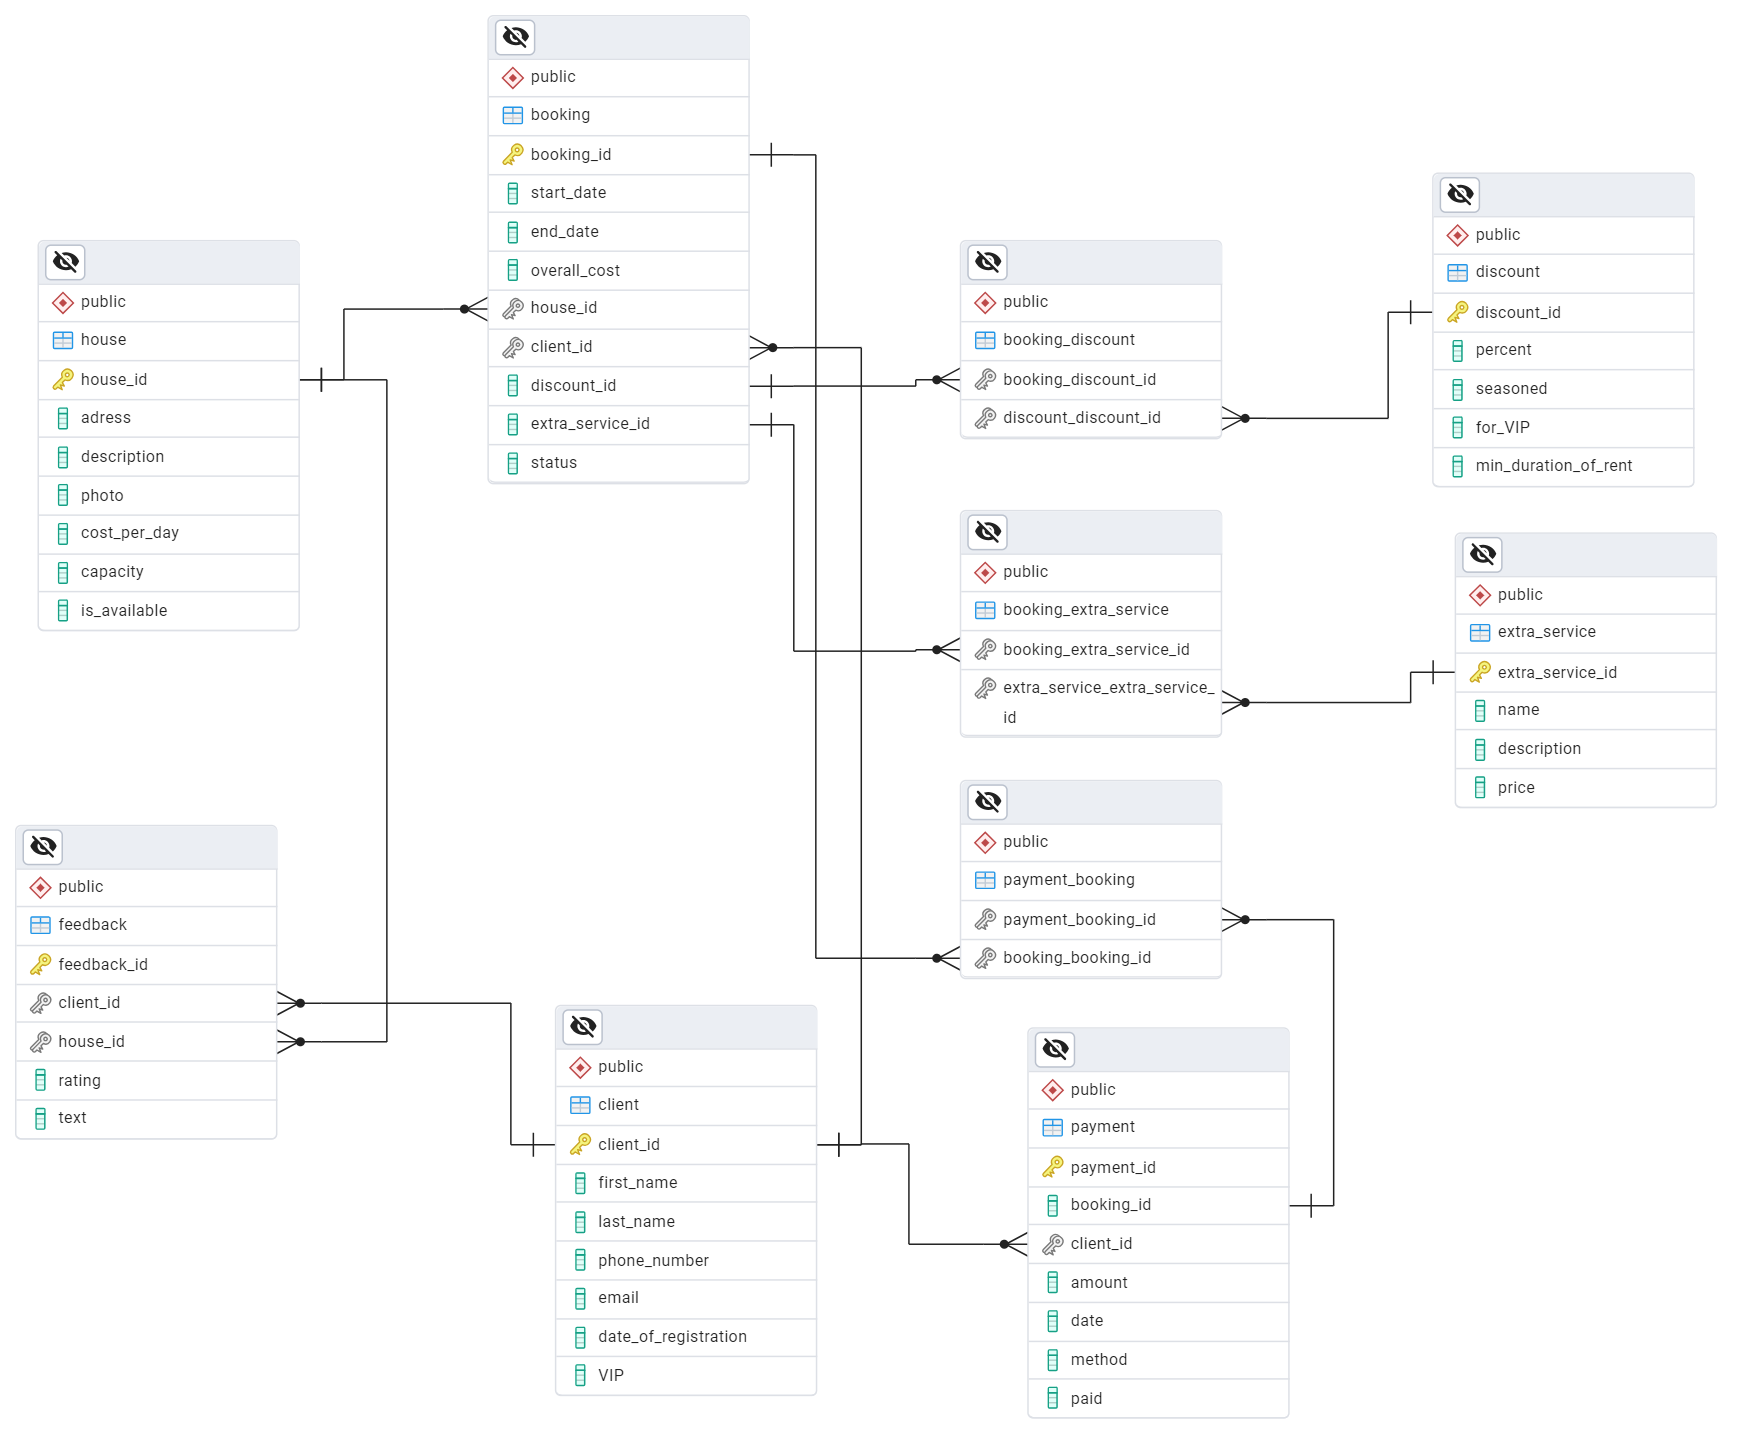 public
booking
booking_id
start_date
end_date
overall_cost
house_id
client_id
discount_id
extra_service_id
status
public
house
house_id
adress
description
photo
cost_per_day
capacity
is_available
public
booking_discount
booking_discount_id
discount_discount_id
public
discount
discount_id
percent
seasoned
for_VIP
min_duration_of_rent
public
booking_extra_service
booking_extra_service_id
extra_service_extra_service_
id
public
extra_service
extra_service_id
name
description
price
public
payment_booking
payment_booking_id
booking_booking_id
public
feedback
feedback_id
client_id
house_id
rating
text
public
client
client_id
first_name
last_name
phone_number
email
date_of_registration
VIP
public
payment
payment_id
booking_id
client_id
amount
date
method
paid